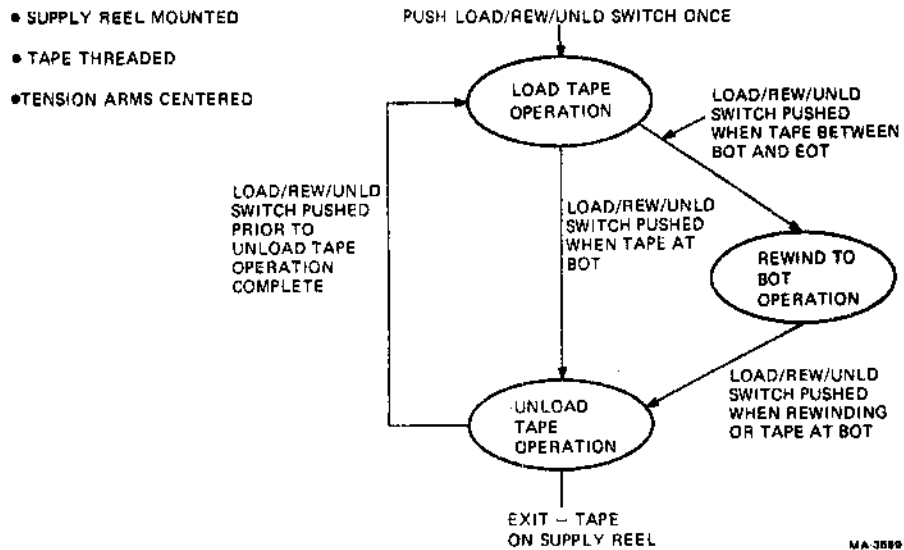 • SUPPLY REEL MOUNTED
• TAPE THREADED
•TENSION ARMS CENTERED
PUSH LOAD/REW/UNLD SWITCH ONCE
LOAD TAPE
OPERATION
LOAD/REW/UNLD
SWITCH PUSHED
WHEN TAPE BETWEEN
BOT AND EOT
LOAD/REW/UNLD
SWITCH PUSHED
PRIOR TO
UNLOAD TAPE
OPERATION
COMPLETE
LOAD/REW/UNLD
SWITCH PUSHED
WHEN TAPE AT
BOT
REWIND TO
BOT
OPERATION
LOAD/REW/UNLD
SWITCH PUSHED
WHEN REWINDING
OR TAPE AT BOT
UNLOAD
TAPE
OPERATION
EXIT – TAPE
ON SUPPLY REEL